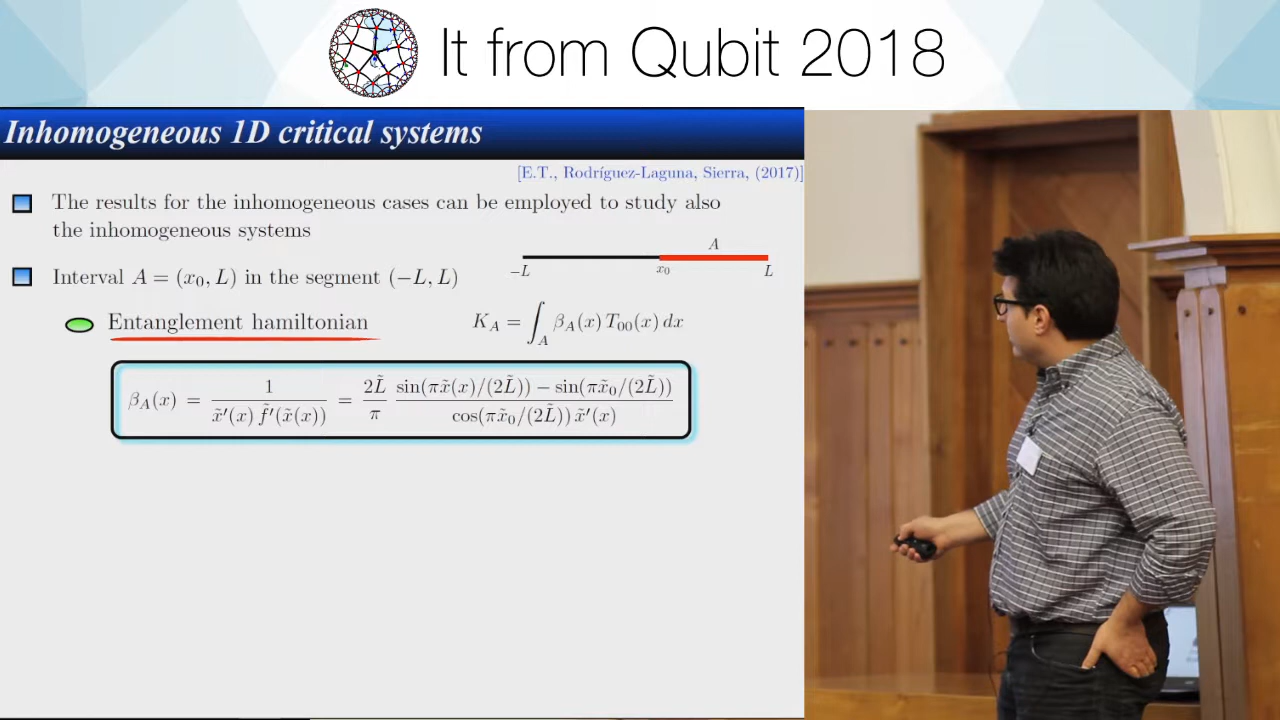 It from Qubit 2018
Inhomogeneous 1D critical systems
[E.T., Rodríguez-Laguna, Sierra, (2017)]
The results for the inhomogeneous cases can be employed to study also
the inhomogeneous systems
A
−L x₀ L
Interval A = (x₀, L) in the segment (−L, L)
Entanglement hamiltonian K_A = ∫_A β_A(x) T₀₀(x) dx
β_A(x) = 1 / (x̃′(x) f̃′(x̃(x))) = (2L̃ / π) (sin(πx̃(x)/(2L̃)) − sin(πx̃₀/(2L̃))) / (cos(πx̃₀/(2L̃)) x̃′(x))